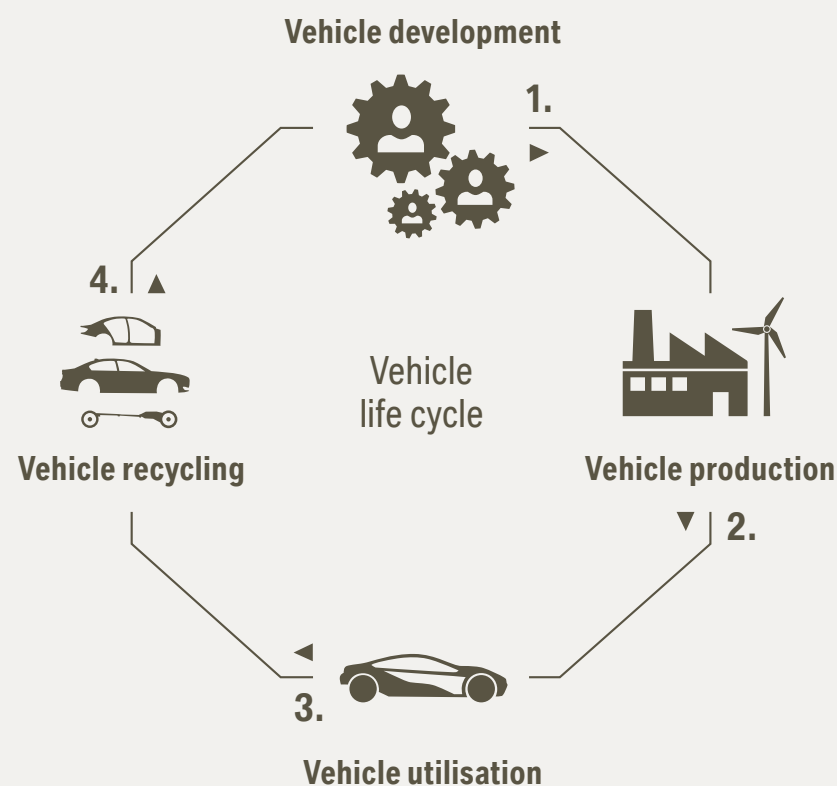 Vehicle development
1.
4.
Vehicle
life cycle
Vehicle recycling
Vehicle production
2.
3.
Vehicle utilisation